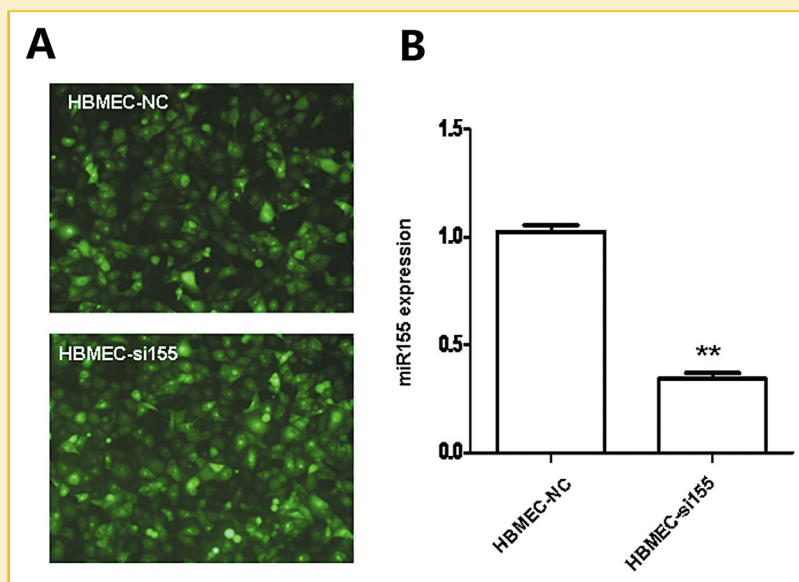 A
HBMEC-NC
HBMEC-si155
B
miR155 expression
1.5
1.0
0.5
0.0
**
HBMEC-NC
HBMEC-si155